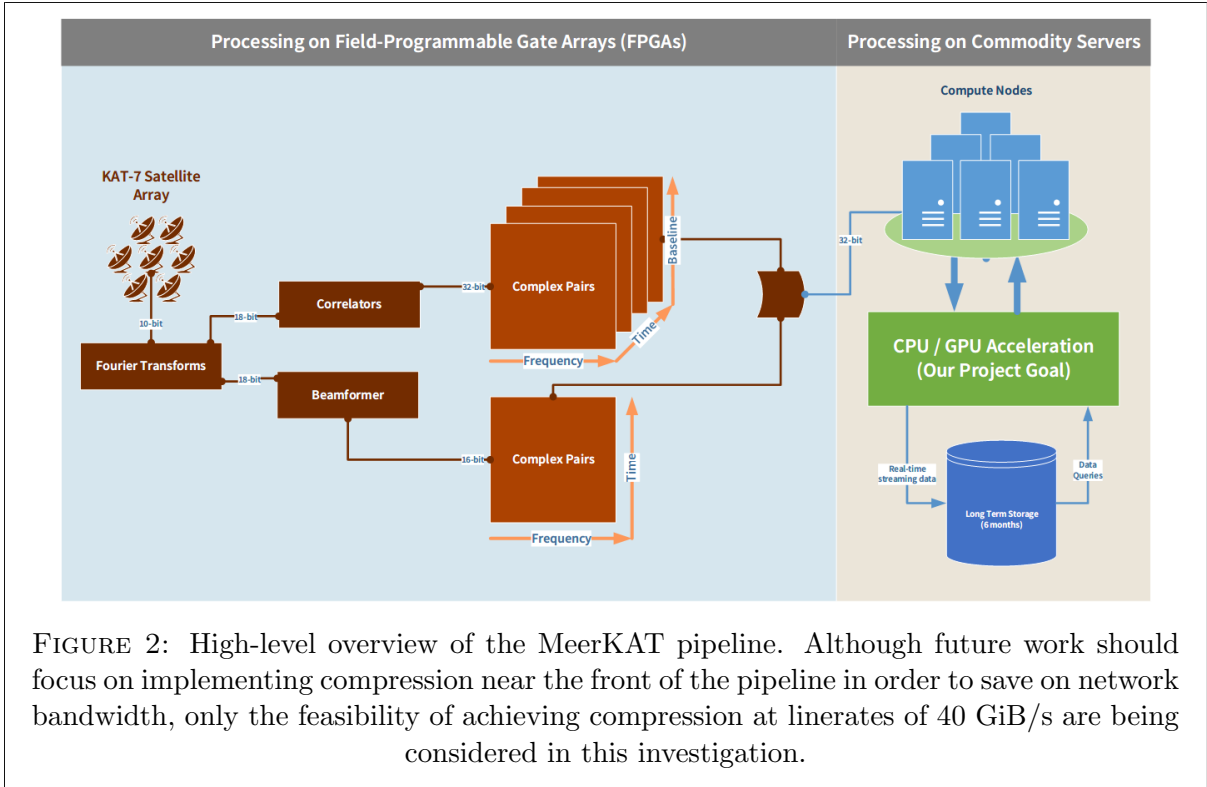 Processing on Field-Programmable Gate Arrays (FPGAs)
Processing on Commodity Servers
Compute Nodes
KAT-7 Satellite
Array
10-bit
Fourier Transforms
18-bit
18-bit
Correlators
Beamformer
32-bit
16-bit
Complex Pairs
Baseline
Time
Frequency
Complex Pairs
Time
Frequency
32-bit
CPU / GPU Acceleration
(Our Project Goal)
Real-time
streaming data
Data
Queries
Long Term Storage
(6 months)
FIGURE 2: High-level overview of the MeerKAT pipeline. Although future work should
focus on implementing compression near the front of the pipeline in order to save on network
bandwidth, only the feasibility of achieving compression at linerates of 40 GiB/s are being
considered in this investigation.